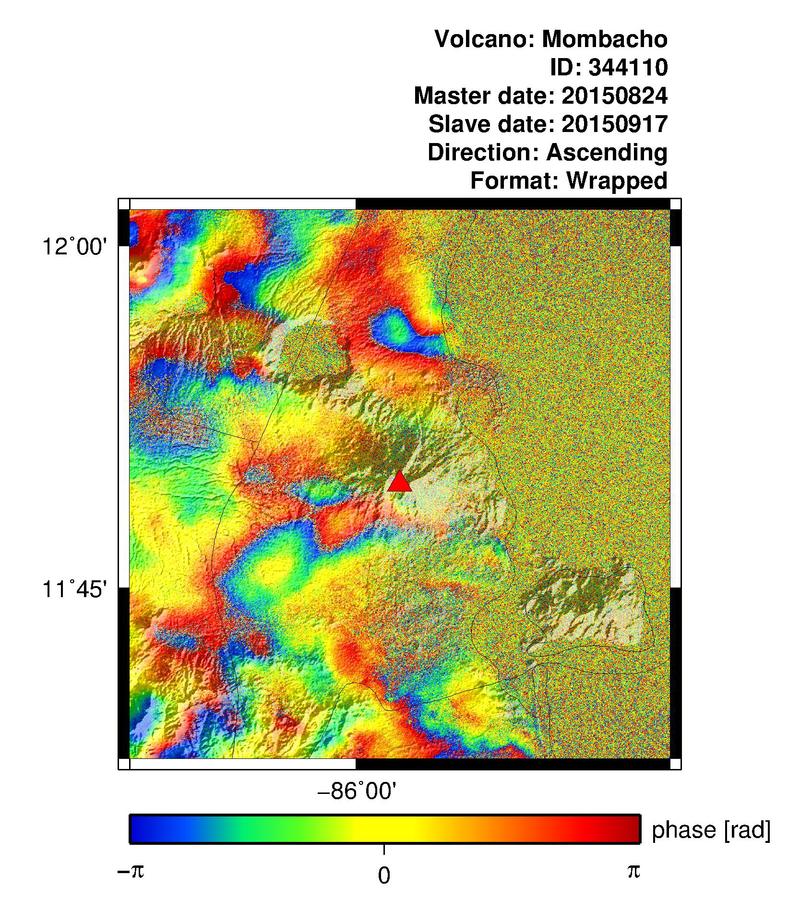 Volcano: Mombacho
ID: 344110
Master date: 20150824
Slave date: 20150917
Direction: Ascending
Format: Wrapped
12˚00'
11˚45'
−86˚00'
phase [rad]
−π 0 π